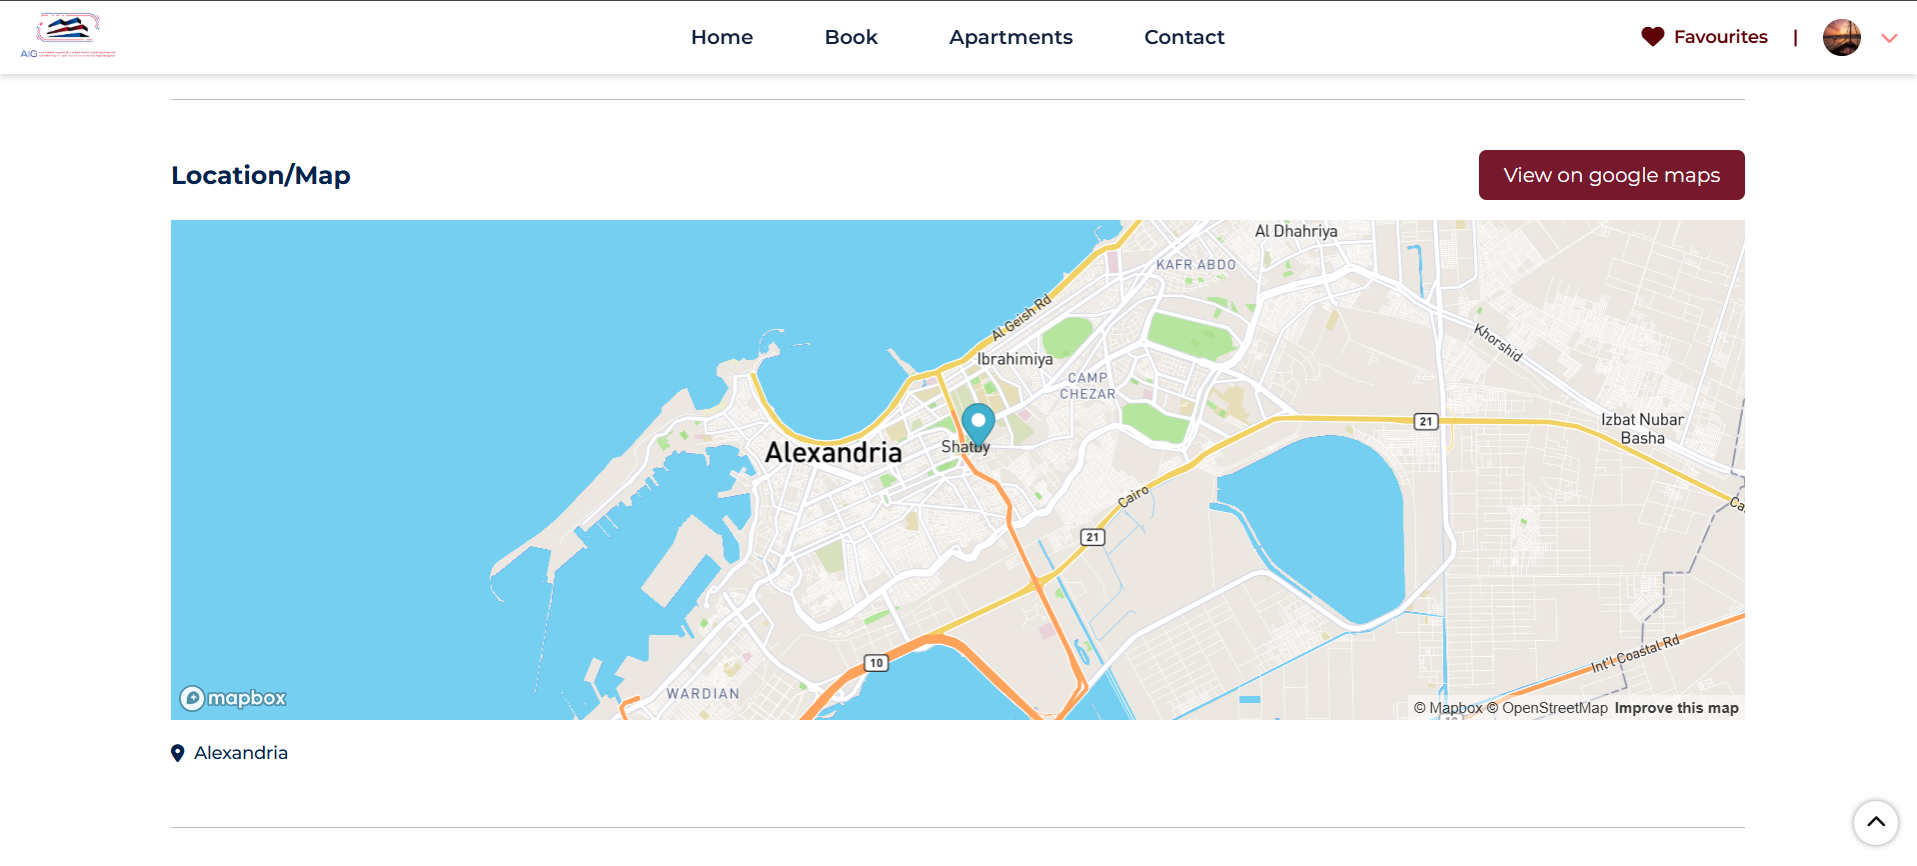 AIG
Home
Book
Apartments
Contact
Favourites
|
Location/Map
View on google maps
Al Dhahriya
KAFR ABDO
Al Geish Rd
Khorshid
Ibrahimiya
CAMP
CHEZAR
21
Izbat Nubar
Basha
Alexandria
Shatby
Cairo
Ca
21
Int'l Coastal Rd
10
WARDIAN
mapbox
© Mapbox © OpenStreetMap Improve this map
Alexandria